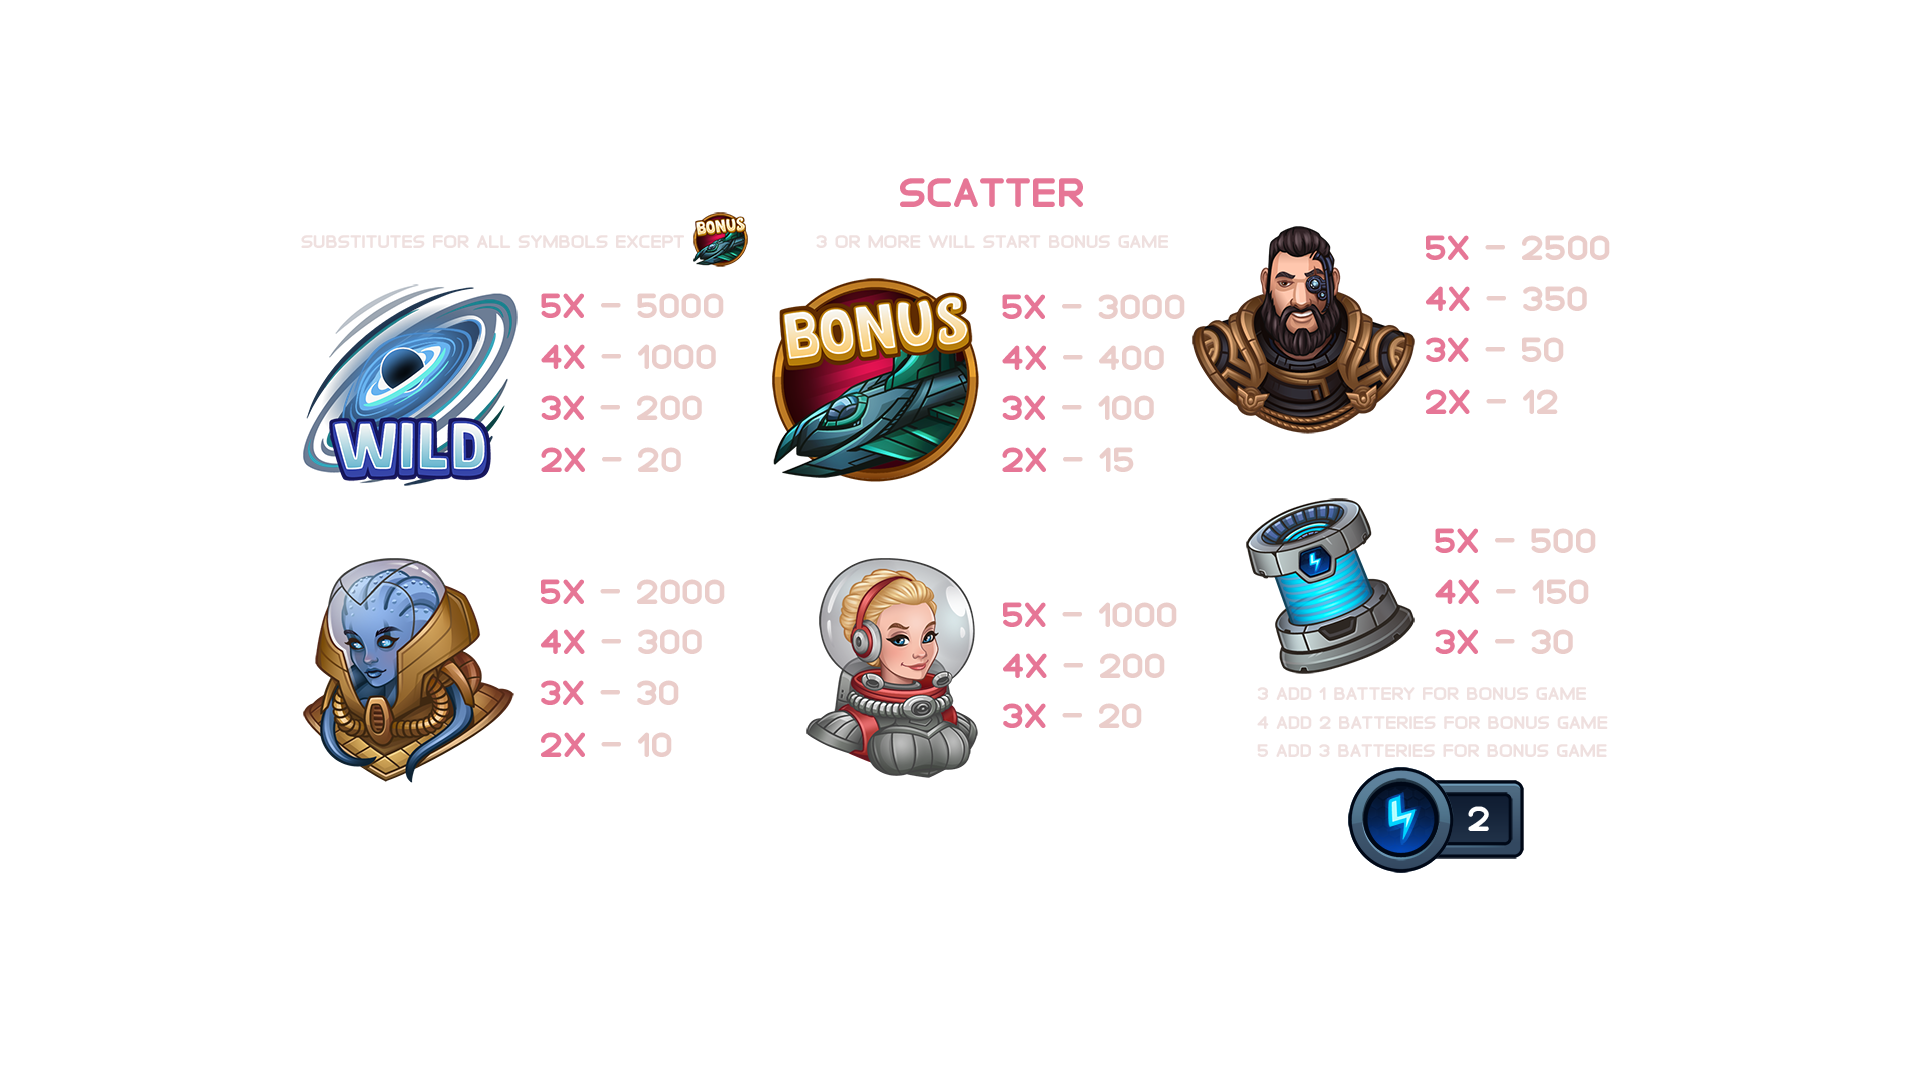 SCATTER
SUBSTITUTES FOR ALL SYMBOLS EXCEPT
BONUS
3 OR MORE WILL START BONUS GAME
WILD
5X – 5000
4X – 1000
3X – 200
2X – 20
BONUS
5X – 3000
4X – 400
3X – 100
2X – 15
5X – 2500
4X – 350
3X – 50
2X – 12
5X – 2000
4X – 300
3X – 30
2X – 10
5X – 1000
4X – 200
3X – 20
5X – 500
4X – 150
3X – 30
3 ADD 1 BATTERY FOR BONUS GAME
4 ADD 2 BATTERIES FOR BONUS GAME
5 ADD 3 BATTERIES FOR BONUS GAME
2